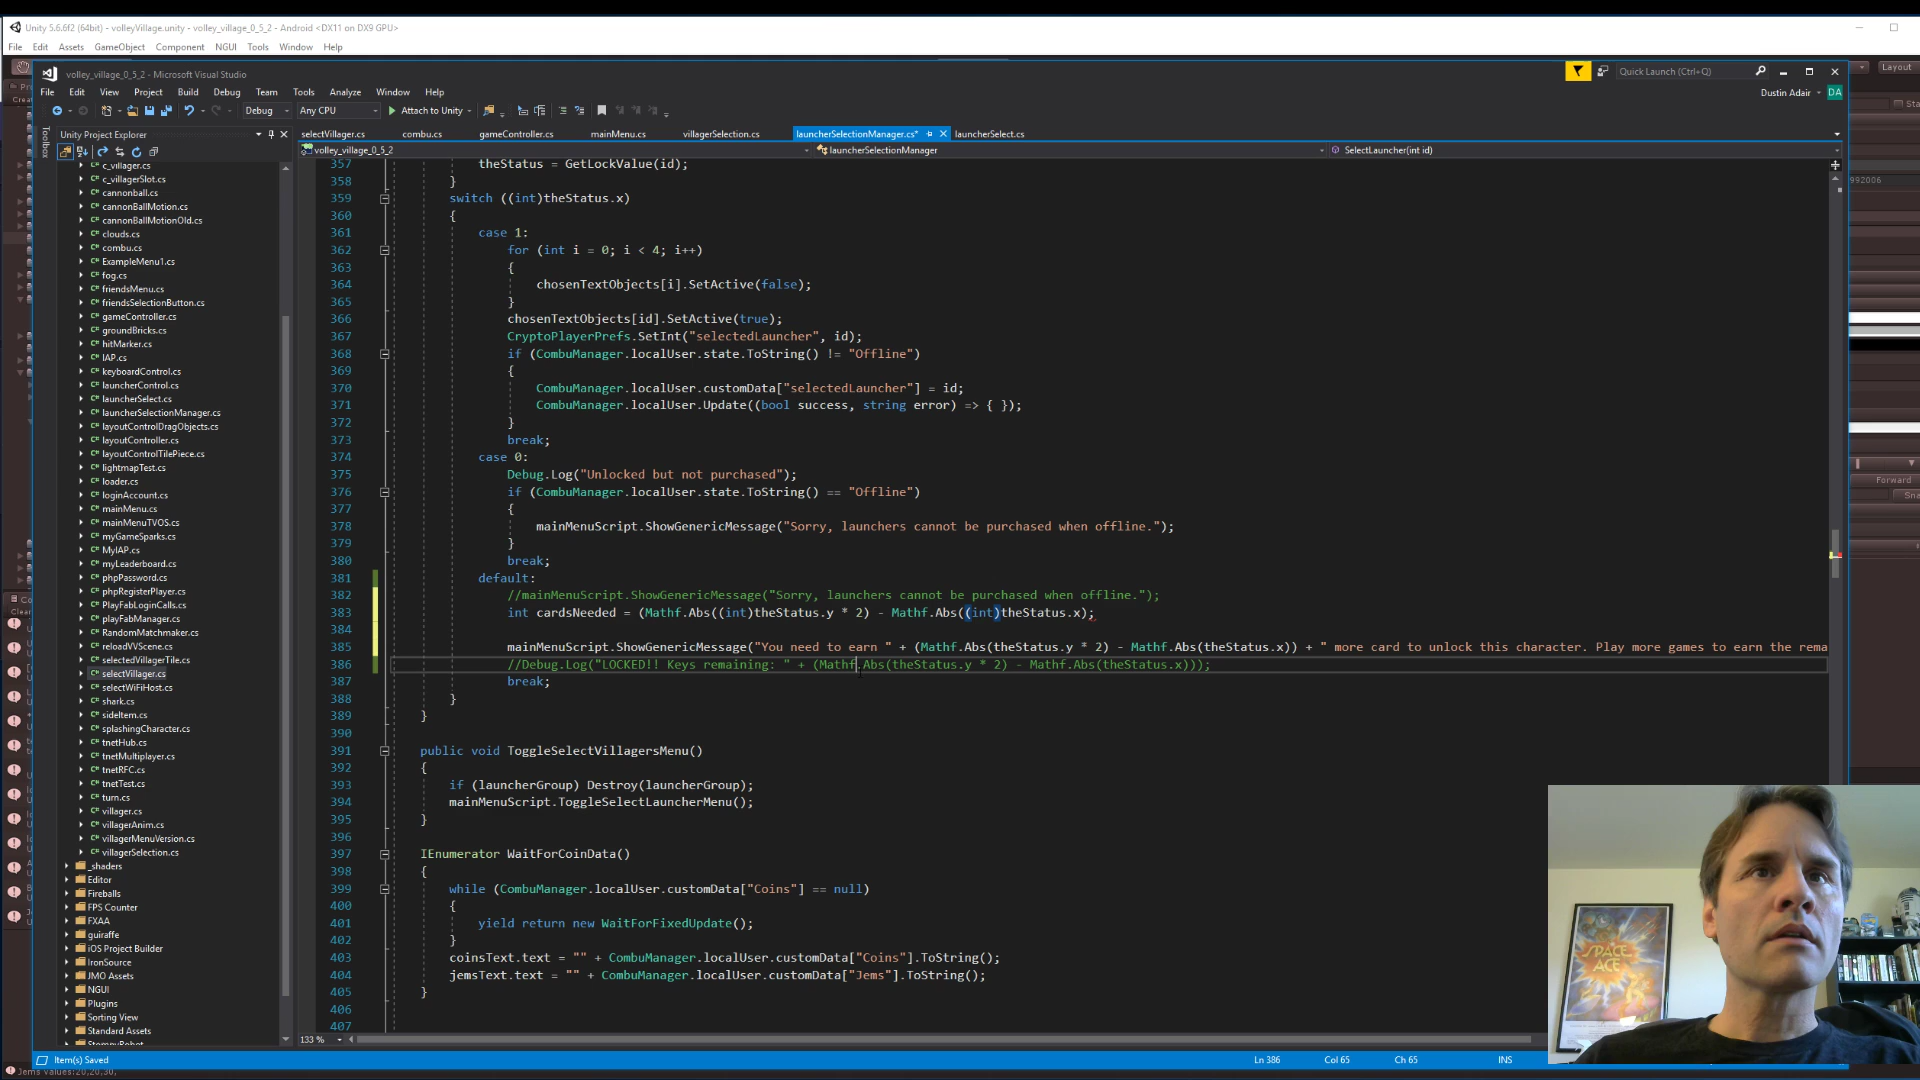 Unity 5.6.6f2 (64bit) - volleyVillage.unity - volley_village_0_5_2 - Android <DX11 on DX9 GPU>
File Edit Assets GameObject Component NGUI Tools Window Help
Layout
volley_village_0_5_2 - Microsoft Visual Studio
Quick Launch (Ctrl+Q)
File Edit View Project Build Debug Team Tools Analyze Window Help
Dustin Adair DA
Debug Any CPU Attach to Unity
Toolbox
Unity Project Explorer
selectVillager.cs combu.cs gameController.cs mainMenu.cs villagerSelection.cs launcherSelectionManager.cs* launcherSelect.cs
volley_village_0_5_2 launcherSelectionManager SelectLauncher(int id)
c_villager.cs
c_villagerSlot.cs
cannonball.cs
cannonBallMotion.cs
cannonBallMotionOld.cs
clouds.cs
combu.cs
ExampleMenu1.cs
fog.cs
friendsMenu.cs
friendsSelectionButton.cs
gameController.cs
groundBricks.cs
hitMarker.cs
IAP.cs
keyboardControl.cs
launcherControl.cs
launcherSelect.cs
launcherSelectionManager.cs
layoutControlDragObjects.cs
layoutController.cs
layoutControlTilePiece.cs
lightmapTest.cs
loader.cs
loginAccount.cs
mainMenu.cs
mainMenuTVOS.cs
myGameSparks.cs
MyIAP.cs
myLeaderboard.cs
phpPassword.cs
phpRegisterPlayer.cs
PlayFabLoginCalls.cs
playFabManager.cs
RandomMatchmaker.cs
reloadVVScene.cs
selectedVillagerTile.cs
selectVillager.cs
selectWiFiHost.cs
shark.cs
sideItem.cs
splashingCharacter.cs
tnetHub.cs
tnetMultiplayer.cs
tnetRFC.cs
tnetTest.cs
turn.cs
villager.cs
villagerAnim.cs
villagerMenuVersion.cs
villagerSelection.cs
_shaders
Editor
Fireballs
FPS Counter
FXAA
guiraffe
iOS Project Builder
IronSource
JMO Assets
NGUI
Plugins
Sorting View
Standard Assets
StompyRobot
357 theStatus = GetLockValue(id);
358 }
359 switch ((int)theStatus.x)
360 {
361 case 1:
362 for (int i = 0; i < 4; i++)
363 {
364 chosenTextObjects[i].SetActive(false);
365 }
366 chosenTextObjects[id].SetActive(true);
367 CryptoPlayerPrefs.SetInt("selectedLauncher", id);
368 if (CombuManager.localUser.state.ToString() != "Offline")
369 {
370 CombuManager.localUser.customData["selectedLauncher"] = id;
371 CombuManager.localUser.Update((bool success, string error) => { });
372 }
373 break;
374 case 0:
375 Debug.Log("Unlocked but not purchased");
376 if (CombuManager.localUser.state.ToString() == "Offline")
377 {
378 mainMenuScript.ShowGenericMessage("Sorry, launchers cannot be purchased when offline.");
379 }
380 break;
381 default:
382 //mainMenuScript.ShowGenericMessage("Sorry, launchers cannot be purchased when offline.");
383 int cardsNeeded = (Mathf.Abs((int)theStatus.y * 2) - Mathf.Abs((int)theStatus.x);
384
385 mainMenuScript.ShowGenericMessage("You need to earn " + (Mathf.Abs(theStatus.y * 2) - Mathf.Abs(theStatus.x)) + " more card to unlock this character. Play more games to earn the rema
386 //Debug.Log("LOCKED!! Keys remaining: " + (Mathf.Abs(theStatus.y * 2) - Mathf.Abs(theStatus.x)));
387 break;
388 }
389 }
390
391 public void ToggleSelectVillagersMenu()
392 {
393 if (launcherGroup) Destroy(launcherGroup);
394 mainMenuScript.ToggleSelectLauncherMenu();
395 }
396
397 IEnumerator WaitForCoinData()
398 {
399 while (CombuManager.localUser.customData["Coins"] == null)
400 {
401 yield return new WaitForFixedUpdate();
402 }
403 coinsText.text = "" + CombuManager.localUser.customData["Coins"].ToString();
404 jemsText.text = "" + CombuManager.localUser.customData["Jems"].ToString();
405 }
406
407
133 %
Item(s) Saved Ln 386 Col 65 Ch 65 INS
Jems values:20,20,30,
992006
Forward
SPACE ACE